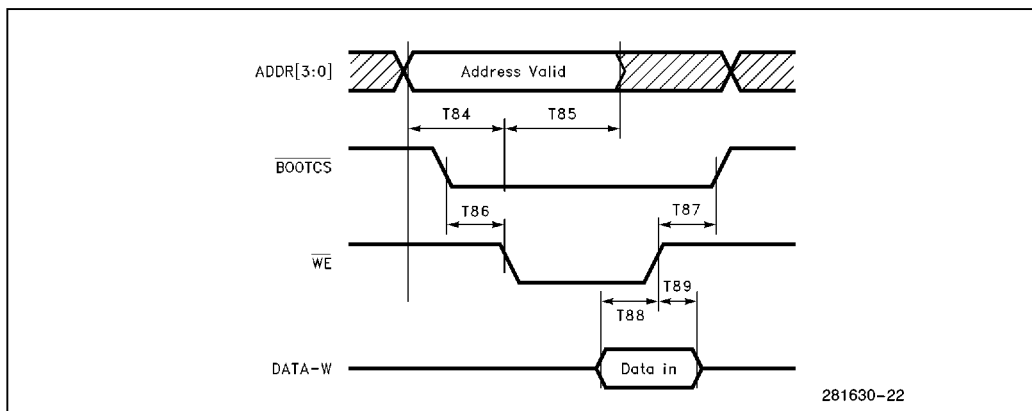 ADDR[3:0]
Address Valid
T84
T85
BOOTCS
T86
T87
WE
T88
T89
DATA-W
Data in
281630-22